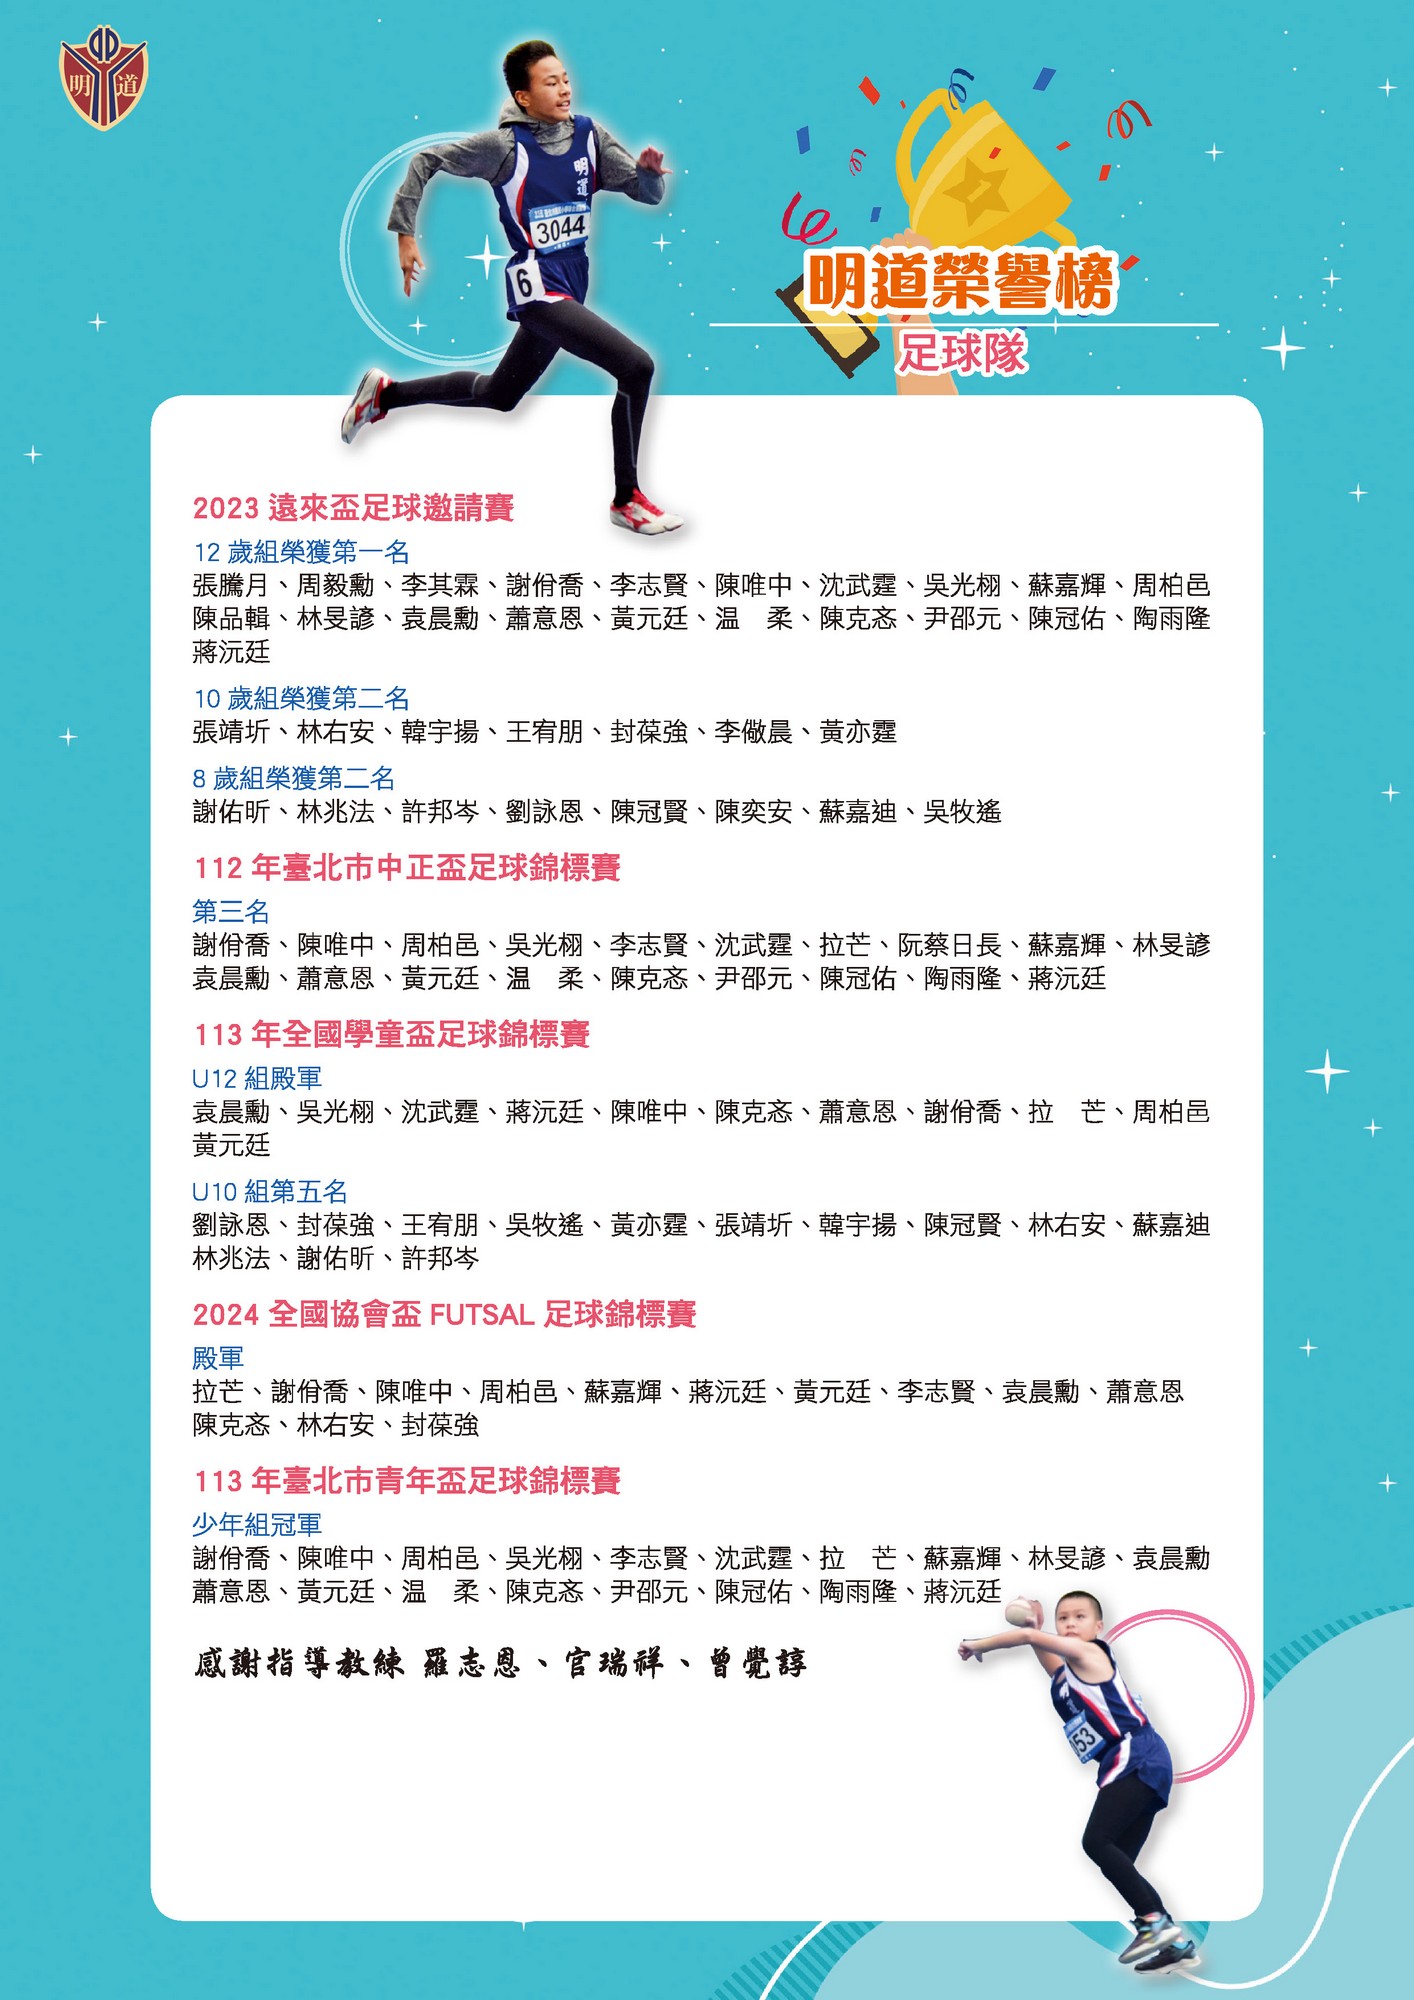 明道
明道
3044
6
明道榮譽榜
足球隊
2023 遠來盃足球邀請賽
12 歲組榮獲第一名
張騰月、周毅勳、李其霖、謝佾喬、李志賢、陳唯中、沈武霆、吳光栩、蘇嘉輝、周柏邑
陳品輯、林旻諺、袁晨勳、蕭意恩、黃元廷、温　柔、陳克忞、尹邵元、陳冠佑、陶雨隆
蔣沅廷
10 歲組榮獲第二名
張靖圻、林右安、韓宇揚、王宥朋、封葆強、李儆晨、黃亦霆
8 歲組榮獲第二名
謝佑昕、林兆法、許邦岑、劉詠恩、陳冠賢、陳奕安、蘇嘉迪、吳牧遙
112 年臺北市中正盃足球錦標賽
第三名
謝佾喬、陳唯中、周柏邑、吳光栩、李志賢、沈武霆、拉芒、阮蔡日長、蘇嘉輝、林旻諺
袁晨勳、蕭意恩、黃元廷、温　柔、陳克忞、尹邵元、陳冠佑、陶雨隆、蔣沅廷
113 年全國學童盃足球錦標賽
U12 組殿軍
袁晨勳、吳光栩、沈武霆、蔣沅廷、陳唯中、陳克忞、蕭意恩、謝佾喬、拉　芒、周柏邑
黃元廷
U10 組第五名
劉詠恩、封葆強、王宥朋、吳牧遙、黃亦霆、張靖圻、韓宇揚、陳冠賢、林右安、蘇嘉迪
林兆法、謝佑昕、許邦岑
2024 全國協會盃 FUTSAL 足球錦標賽
殿軍
拉芒、謝佾喬、陳唯中、周柏邑、蘇嘉輝、蔣沅廷、黃元廷、李志賢、袁晨勳、蕭意恩
陳克忞、林右安、封葆強
113 年臺北市青年盃足球錦標賽
少年組冠軍
謝佾喬、陳唯中、周柏邑、吳光栩、李志賢、沈武霆、拉　芒、蘇嘉輝、林旻諺、袁晨勳
蕭意恩、黃元廷、温　柔、陳克忞、尹邵元、陳冠佑、陶雨隆、蔣沅廷
感謝指導教練 羅志恩、官瑞祥、曾覺諄
53